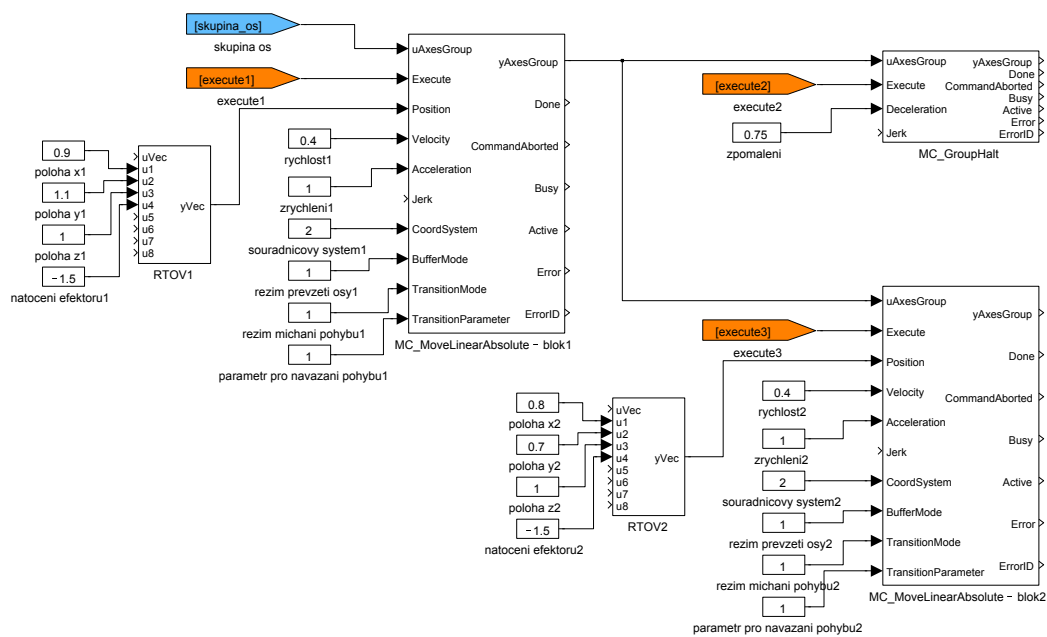 [skupina_os]
skupina os
[execute1]
execute1
0.4
rychlost1
1
zrychleni1
2
souradnicovy system1
1
rezim prevzeti osy1
1
rezim michani pohybu1
1
parametr pro navazani pohybu1
0.9
poloha x1
1.1
poloha y1
1
poloha z1
−1.5
natoceni efektoru1
uVec
u1
u2
u3
u4
u5
u6
u7
u8
yVec
RTOV1
uAxesGroup
Execute
Position
Velocity
Acceleration
Jerk
CoordSystem
BufferMode
TransitionMode
TransitionParameter
yAxesGroup
Done
CommandAborted
Busy
Active
Error
ErrorID
MC_MoveLinearAbsolute − blok1
[execute2]
execute2
0.75
zpomaleni
uAxesGroup
Execute
Deceleration
Jerk
yAxesGroup
Done
CommandAborted
Busy
Active
Error
ErrorID
MC_GroupHalt
[execute3]
execute3
0.4
rychlost2
1
zrychleni2
2
souradnicovy system2
1
rezim prevzeti osy2
1
rezim michani pohybu2
1
parametr pro navazani pohybu2
0.8
poloha x2
0.7
poloha y2
1
poloha z2
−1.5
natoceni efektoru2
uVec
u1
u2
u3
u4
u5
u6
u7
u8
yVec
RTOV2
uAxesGroup
Execute
Position
Velocity
Acceleration
Jerk
CoordSystem
BufferMode
TransitionMode
TransitionParameter
yAxesGroup
Done
CommandAborted
Busy
Active
Error
ErrorID
MC_MoveLinearAbsolute − blok2